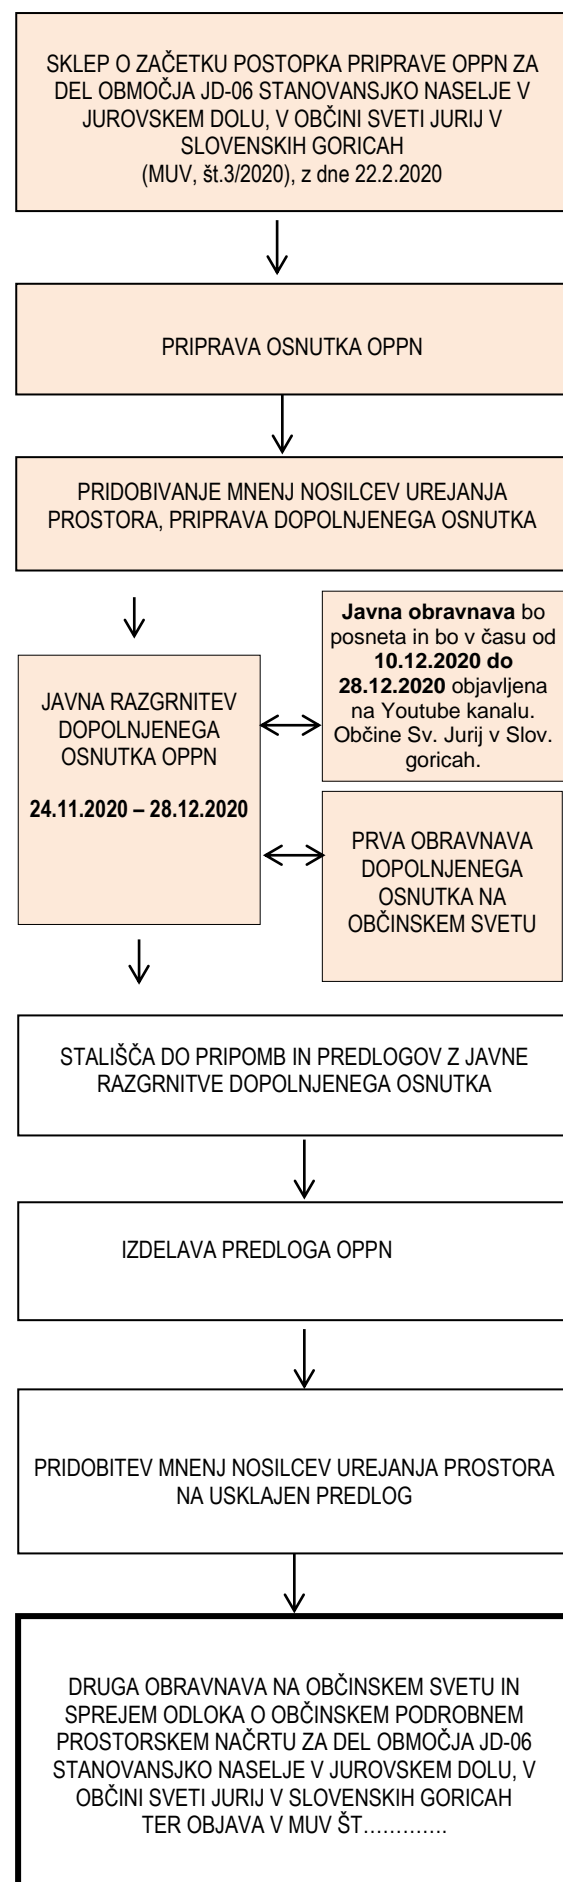 SKLEP O ZAČETKU POSTOPKA PRIPRAVE OPPN ZA
DEL OBMOČJA JD-06 STANOVANSJKO NASELJE V
JUROVSKEM DOLU, V OBČINI SVETI JURIJ V
SLOVENSKIH GORICAH
(MUV, št.3/2020), z dne 22.2.2020
PRIPRAVA OSNUTKA OPPN
PRIDOBIVANJE MNENJ NOSILCEV UREJANJA
PROSTORA, PRIPRAVA DOPOLNJENEGA OSNUTKA
JAVNA RAZGRNITEV
DOPOLNJENEGA
OSNUTKA OPPN
24.11.2020 – 28.12.2020
Javna obravnava bo
posneta in bo v času od
10.12.2020 do
28.12.2020 objavljena
na Youtube kanalu.
Občine Sv. Jurij v Slov.
goricah.
PRVA OBRAVNAVA
DOPOLNJENEGA
OSNUTKA NA
OBČINSKEM SVETU
STALIŠČA DO PRIPOMB IN PREDLOGOV Z JAVNE
RAZGRNITVE DOPOLNJENEGA OSNUTKA
IZDELAVA PREDLOGA OPPN
PRIDOBITEV MNENJ NOSILCEV UREJANJA PROSTORA
NA USKLAJEN PREDLOG
DRUGA OBRAVNAVA NA OBČINSKEM SVETU IN
SPREJEM ODLOKA O OBČINSKEM PODROBNEM
PROSTORSKEM NAČRTU ZA DEL OBMOČJA JD-06
STANOVANSJKO NASELJE V JUROVSKEM DOLU, V
OBČINI SVETI JURIJ V SLOVENSKIH GORICAH
TER OBJAVA V MUV ŠT.............